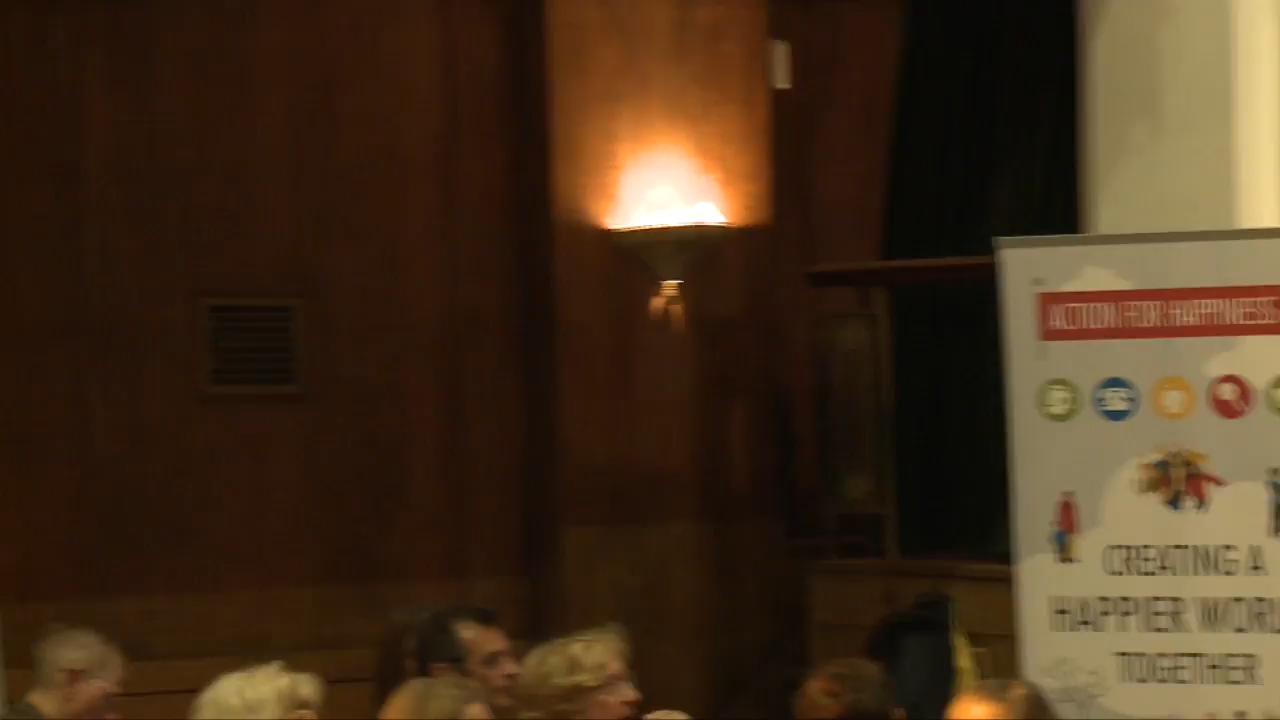 ACTION FOR HAPPINESS
CREATING A
HAPPIER WORL
TOGETHER